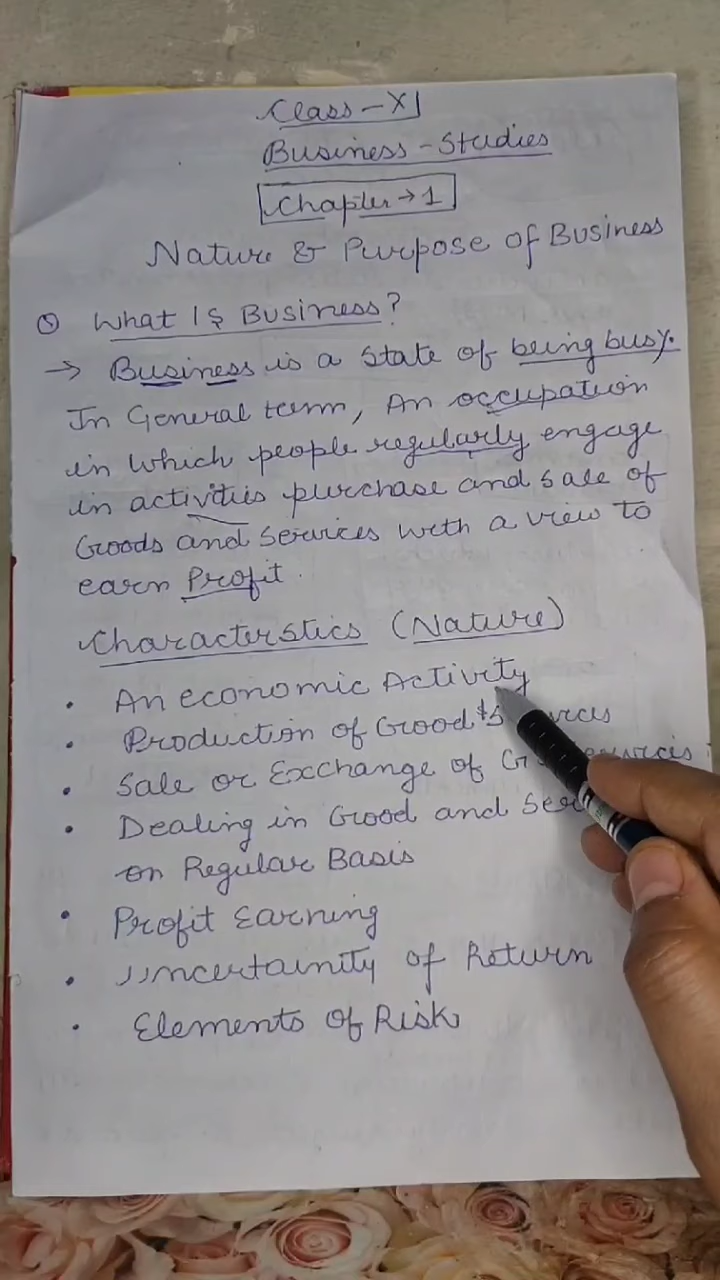 Class-XI
Business-Studies
Chapter → 1
Nature & Purpose of Business
What Is Business?
→ Business is a State of being busy.
In General term, An occupation
in which people regularly engage
in activities purchase and sale of
Goods and Services with a view to
earn Profit.
Characterstics (Nature)
• An economic Activity
• Production of Good &
• Sale or Exchange of
• Dealing in Good and
on Regular Basis
• Profit Earning
• Uncertainity of Return
• Elements of Risk